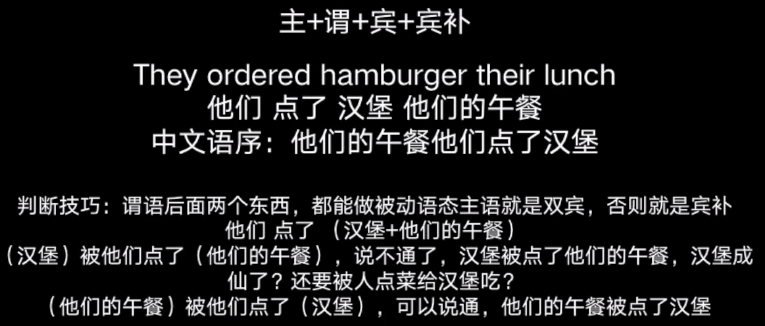 主+谓+宾+宾补
They ordered hamburger their lunch
他们 点了 汉堡 他们的午餐
中文语序：他们的午餐他们点了汉堡
判断技巧：谓语后面两个东西，都能做被动语态主语就是双宾，否则就是宾补
他们 点了 （汉堡+他们的午餐）
（汉堡）被他们点了（他们的午餐），说不通了，汉堡被点了他们的午餐，汉堡成
仙了？还要被人点菜给汉堡吃？
（他们的午餐）被他们点了（汉堡），可以说通，他们的午餐被点了汉堡